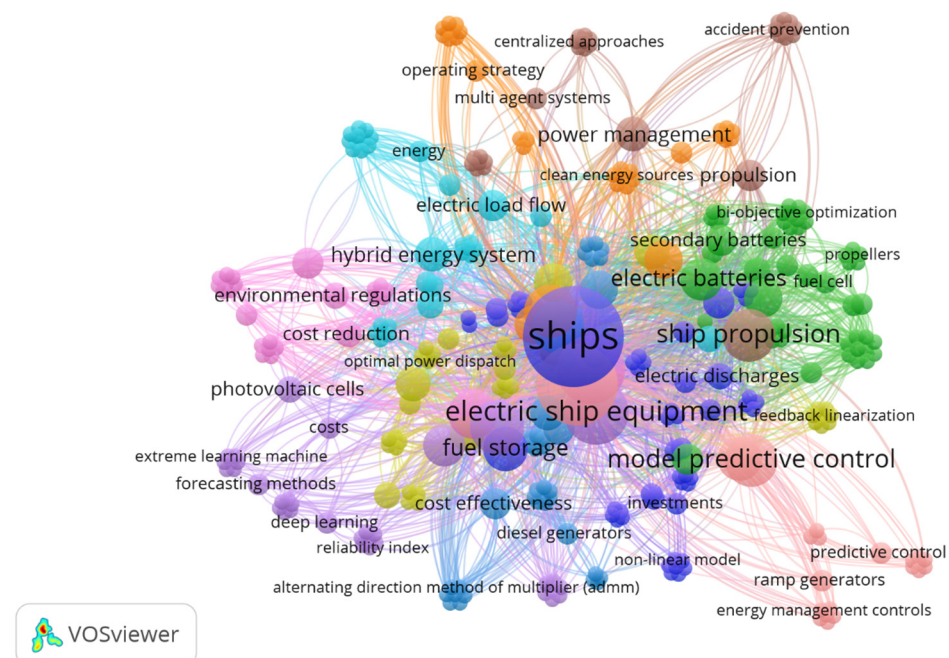 accident prevention
centralized approaches
operating strategy
multi agent systems
power management
energy
clean energy sources
propulsion
electric load flow
bi-objective optimization
secondary batteries
hybrid energy system
propellers
electric batteries
fuel cell
environmental regulations
cost reduction
ships
ship propulsion
optimal power dispatch
electric discharges
photovoltaic cells
electric ship equipment
feedback linearization
costs
fuel storage
extreme learning machine
model predictive control
forecasting methods
cost effectiveness
investments
deep learning
diesel generators
reliability index
non-linear model
predictive control
alternating direction method of multiplier (admm)
ramp generators
energy management controls
VOSviewer